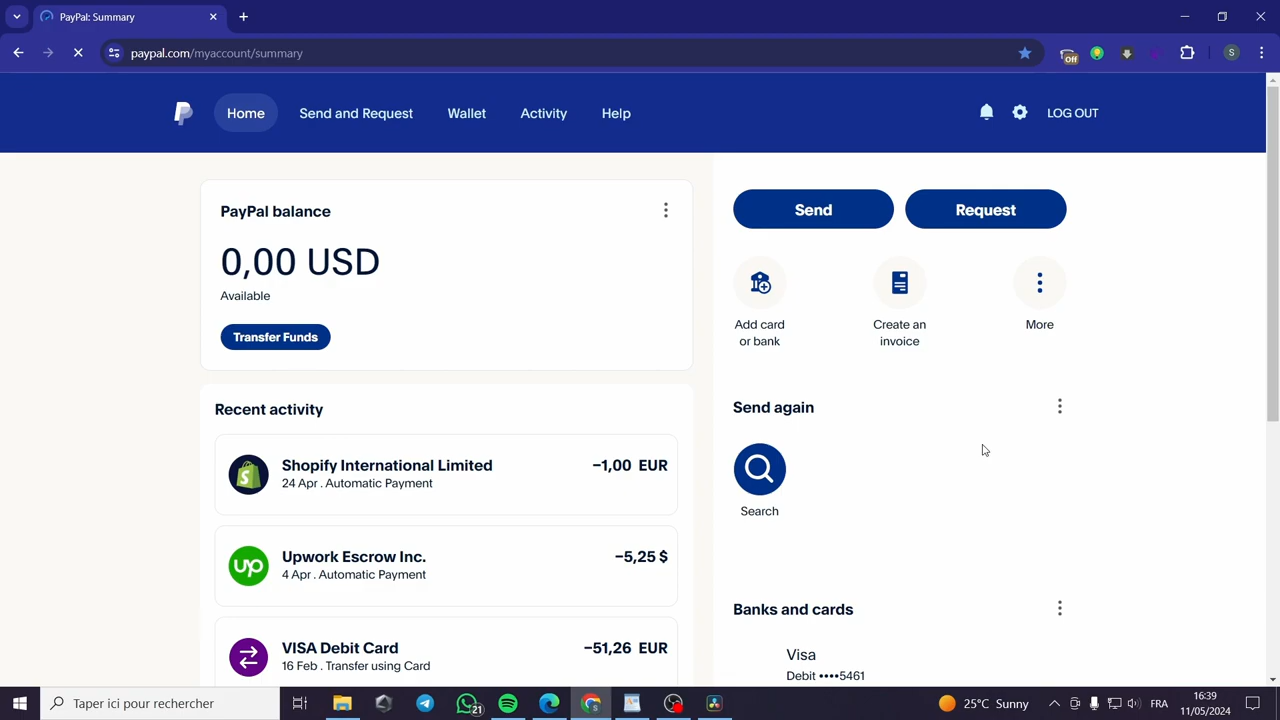 PayPal: Summary
paypal.com/myaccount/summary
Off
S
Home
Send and Request
Wallet
Activity
Help
LOG OUT
PayPal balance
0,00 USD
Available
Transfer Funds
Send
Request
Add card
or bank
Create an
invoice
More
Recent activity
Shopify International Limited
−1,00 EUR
24 Apr . Automatic Payment
up
Upwork Escrow Inc.
−5,25 $
4 Apr . Automatic Payment
VISA Debit Card
−51,26 EUR
16 Feb . Transfer using Card
Send again
Search
Banks and cards
Visa
Debit ••••5461
Taper ici pour rechercher
21
25°C Sunny
FRA
16:39
11/05/2024